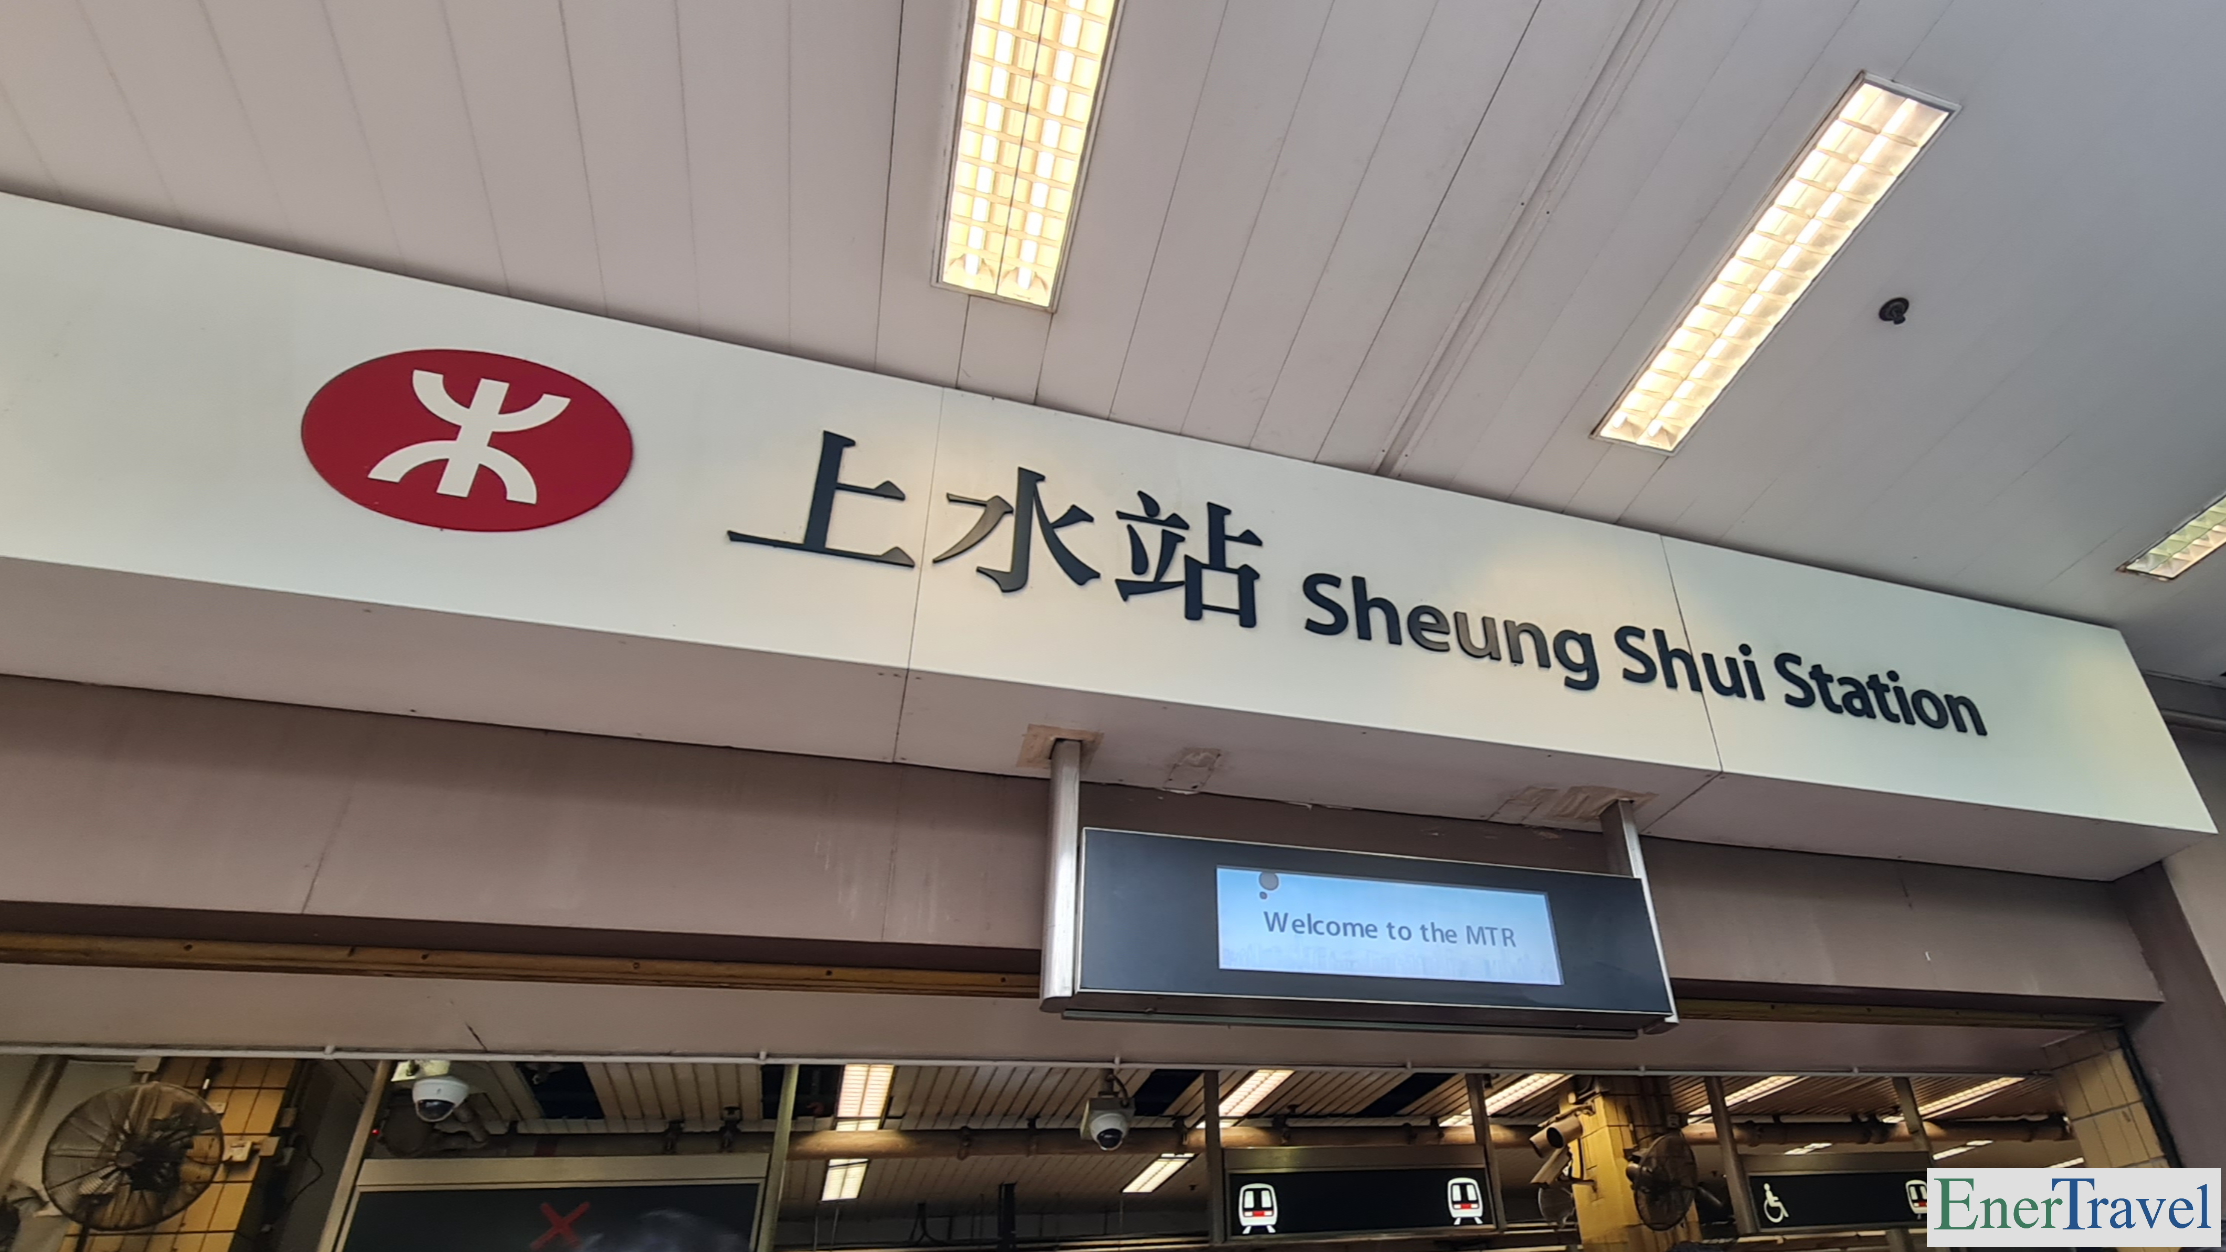 上水站 Sheung Shui Station
Welcome to the MTR
EnerTravel